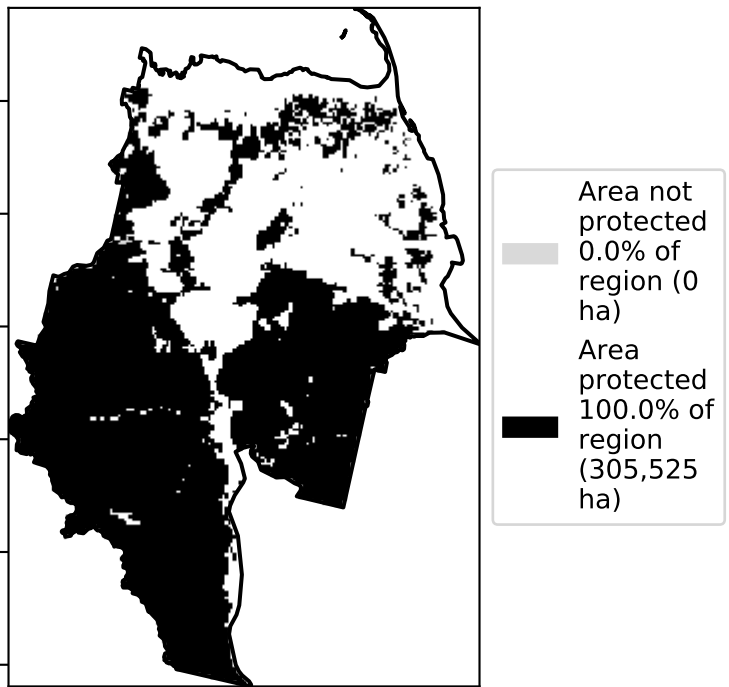 Area not
protected
0.0% of
region (0
ha)
Area
protected
100.0% of
region
(305,525
ha)